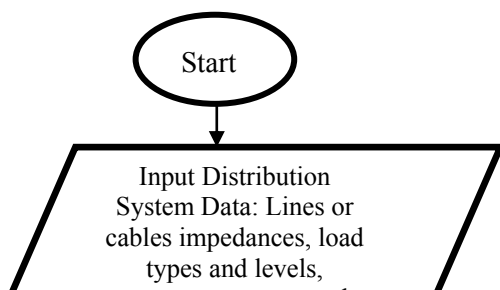 Start
Input Distribution
System Data: Lines or
cables impedances, load
types and levels,